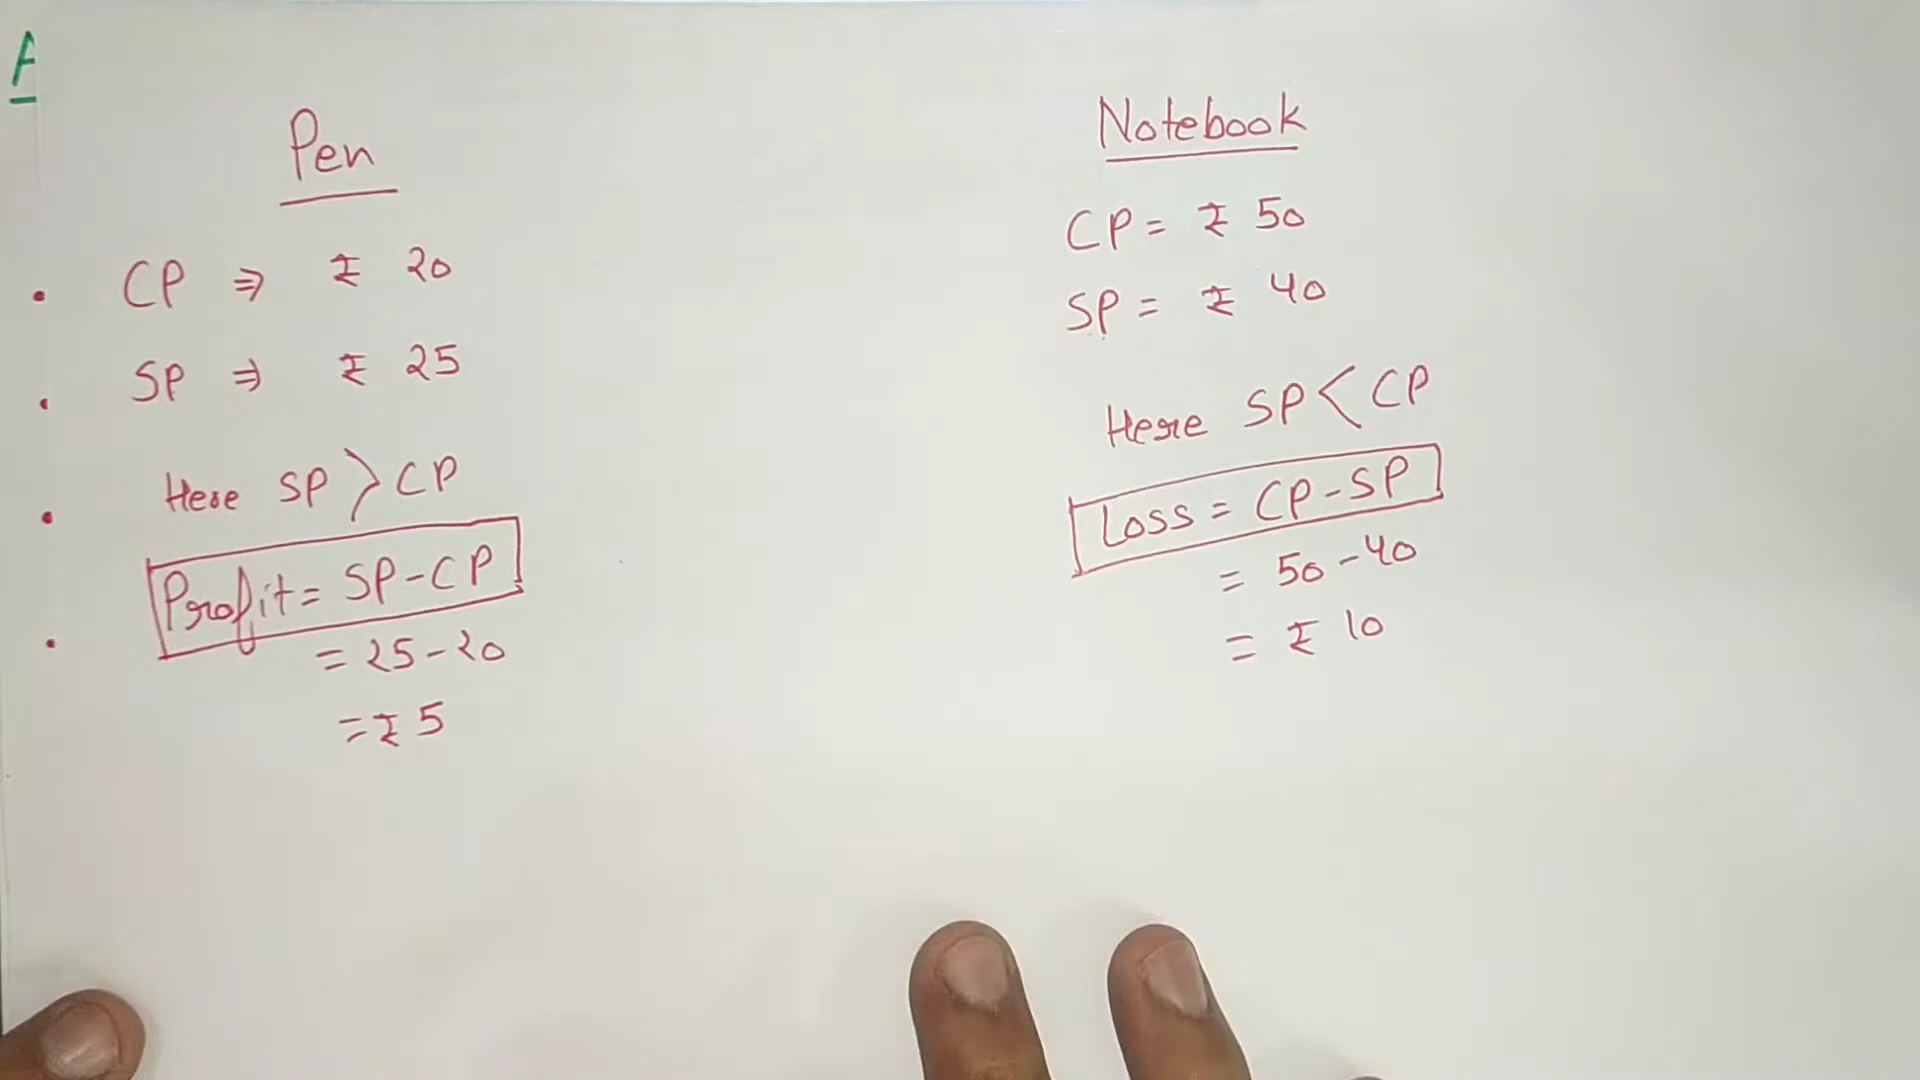 A
Pen
CP ⇒ ₹ 20
SP ⇒ ₹ 25
Here SP > CP
Profit = SP-CP
= 25-20
= ₹ 5
Notebook
CP = ₹ 50
SP = ₹ 40
Here SP < CP
Loss = CP-SP
= 50-40
= ₹ 10